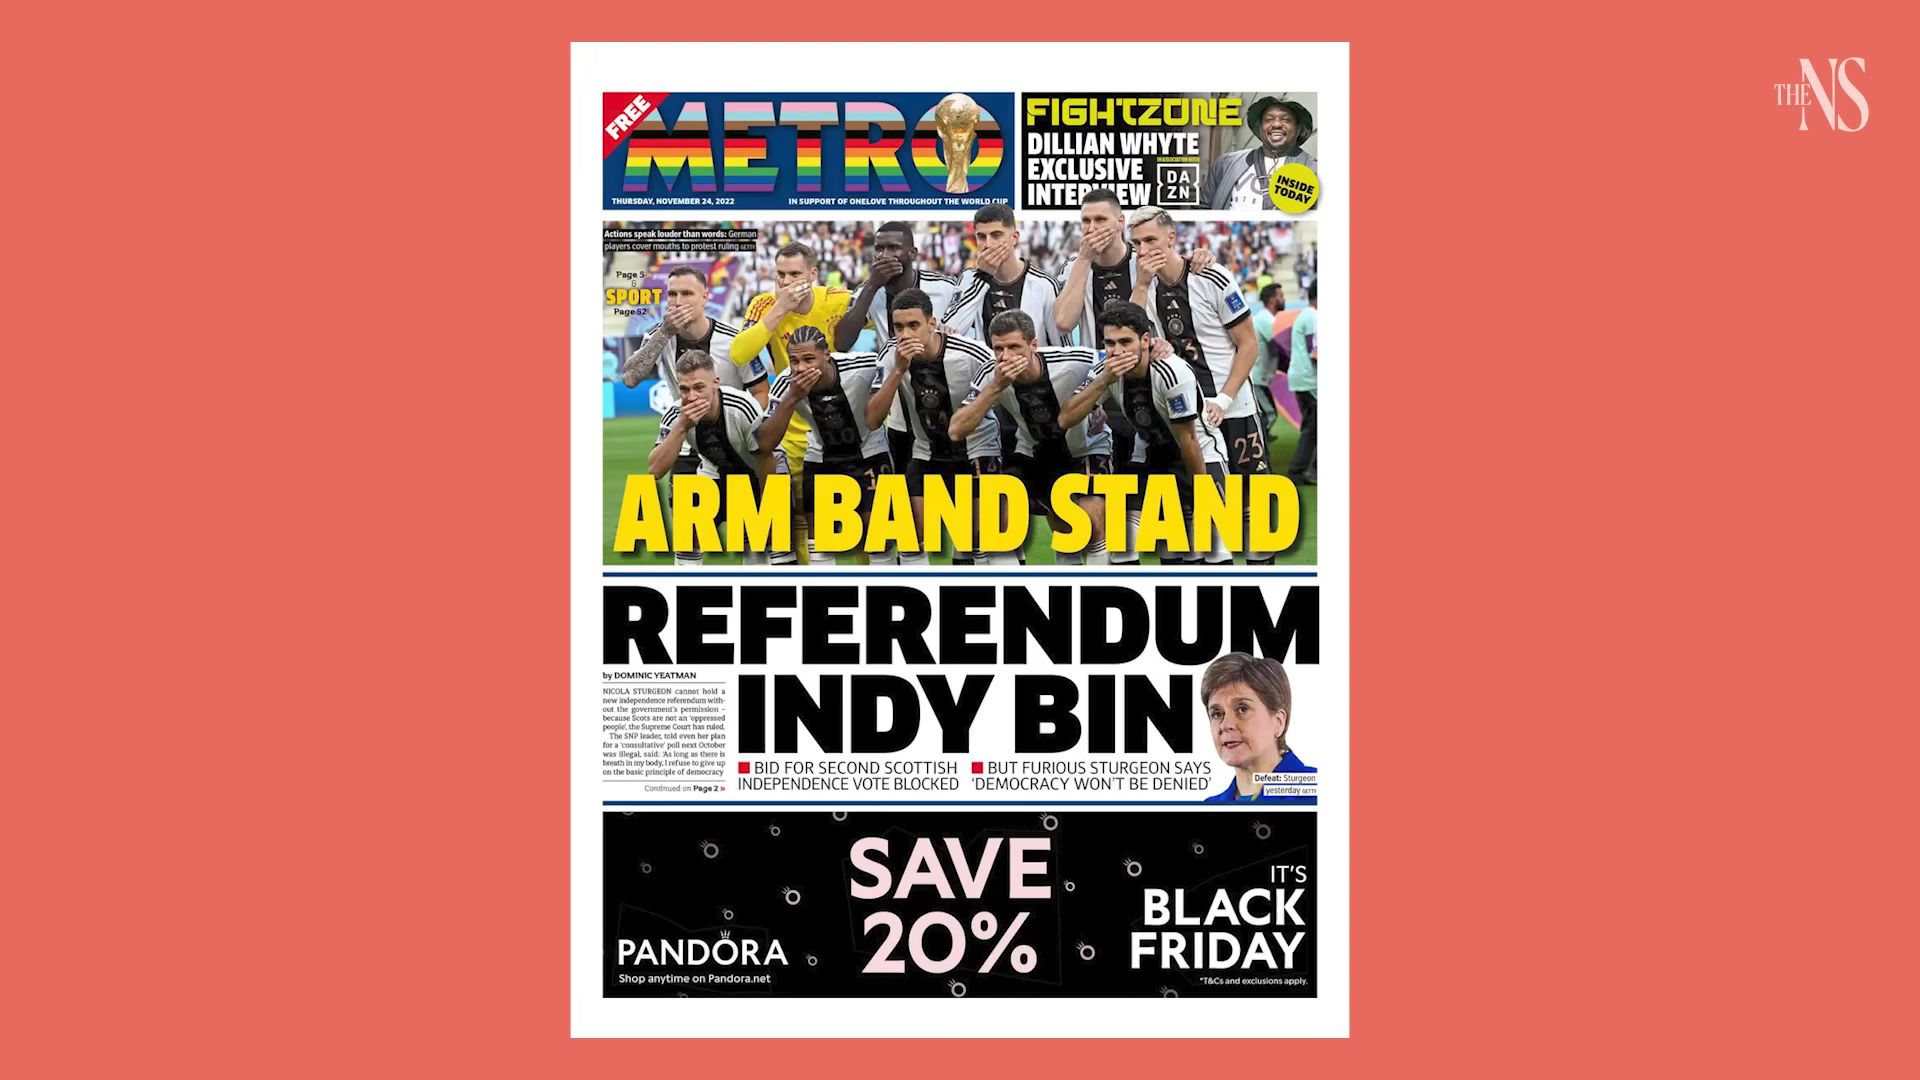 THE NS
FREE
METRO
THURSDAY, NOVEMBER 24, 2022
IN SUPPORT OF ONELOVE THROUGHOUT THE WORLD CUP
FIGHTZONE
DILLIAN WHYTE
EXCLUSIVE
INTERVIEW
IN ASSOCIATION WITH
DA
ZN
INSIDE
TODAY
Actions speak louder than words: German
players cover mouths to protest ruling GETTY
Page 5»
&
SPORT
Page 52»
23
ARM BAND STAND
REFERENDUM
INDY BIN
by DOMINIC YEATMAN
NICOLA STURGEON cannot hold a
new independence referendum with-
out the government's permission –
because Scots are not an 'oppressed
people', the Supreme Court has ruled.
The SNP leader, told even her plan
for a 'consultative' poll next October
was illegal, said: 'As long as there is
breath in my body, I refuse to give up
on the basic principle of democracy
Continued on Page 2 »
■ BID FOR SECOND SCOTTISH
INDEPENDENCE VOTE BLOCKED
■ BUT FURIOUS STURGEON SAYS
'DEMOCRACY WON'T BE DENIED'
Defeat: Sturgeon
yesterday GETTY
PANDORA
Shop anytime on Pandora.net
SAVE
20%
IT'S
BLACK
FRIDAY
*T&Cs and exclusions apply.